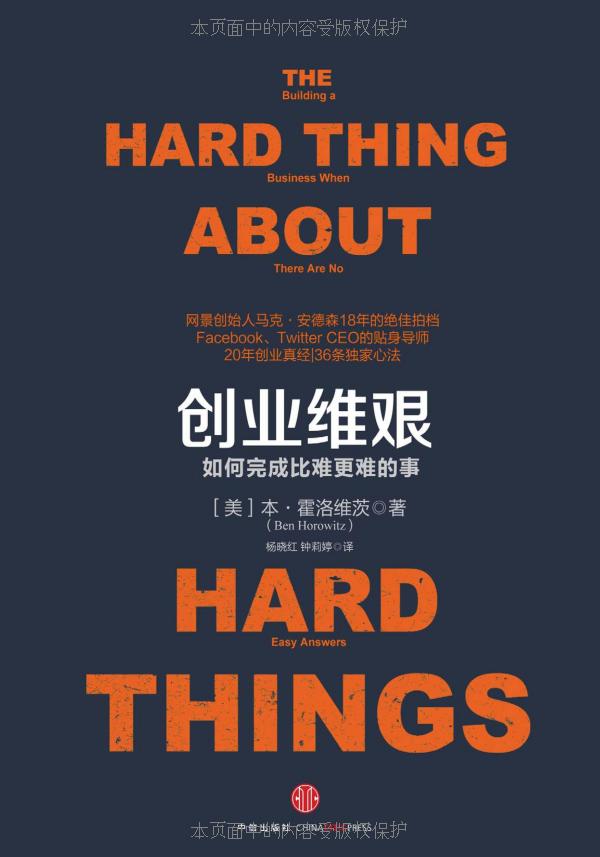 本页面中的内容受版权保护
THE
Building a
HARD THING
Business When
ABOUT
There Are No
网景创始人马克·安德森18年的绝佳拍档
Facebook、Twitter CEO的贴身导师
20年创业真经|36条独家心法
创业维艰
如何完成比难更难的事
［美］本·霍洛维茨◎著
（Ben Horowitz）
杨晓红 钟莉婷◎译
HARD
Easy Answers
THINGS
中信出版社·CHINACITICPRESS
本页面中的内容受版权保护